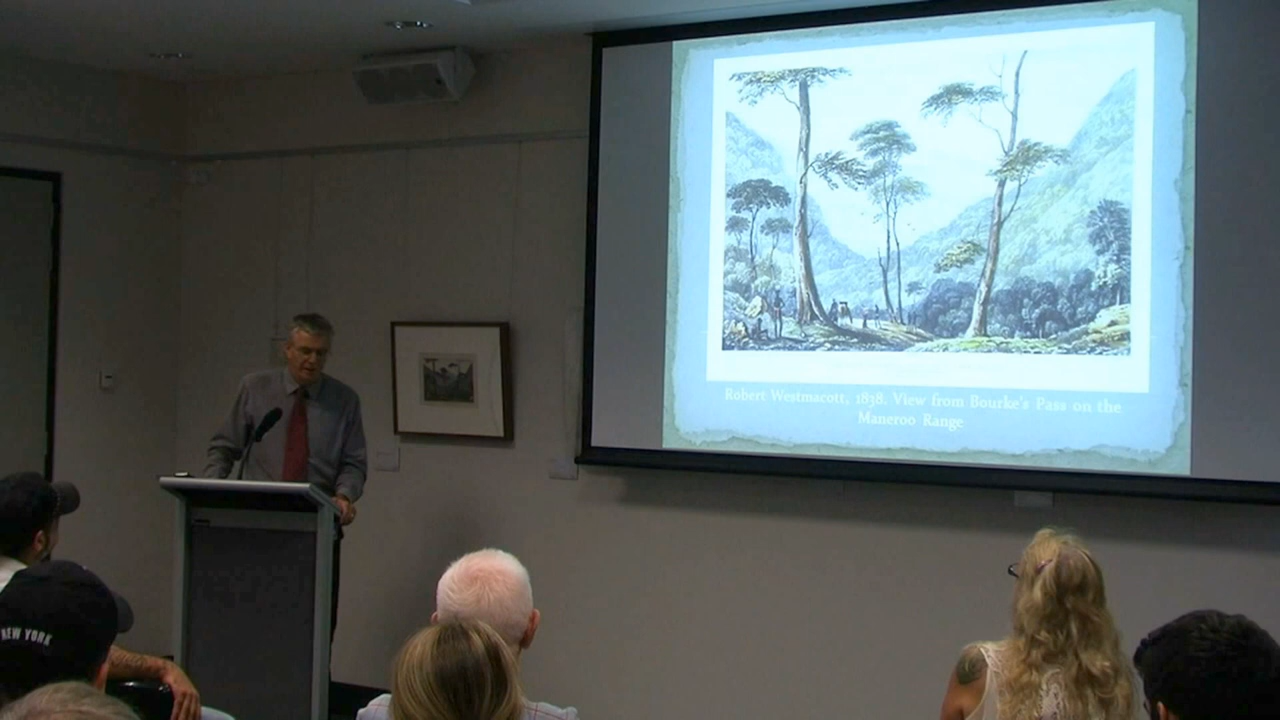 Robert Westmacott, 1838. View from Bourke's Pass on the
Maneroo Range
NEW YORK